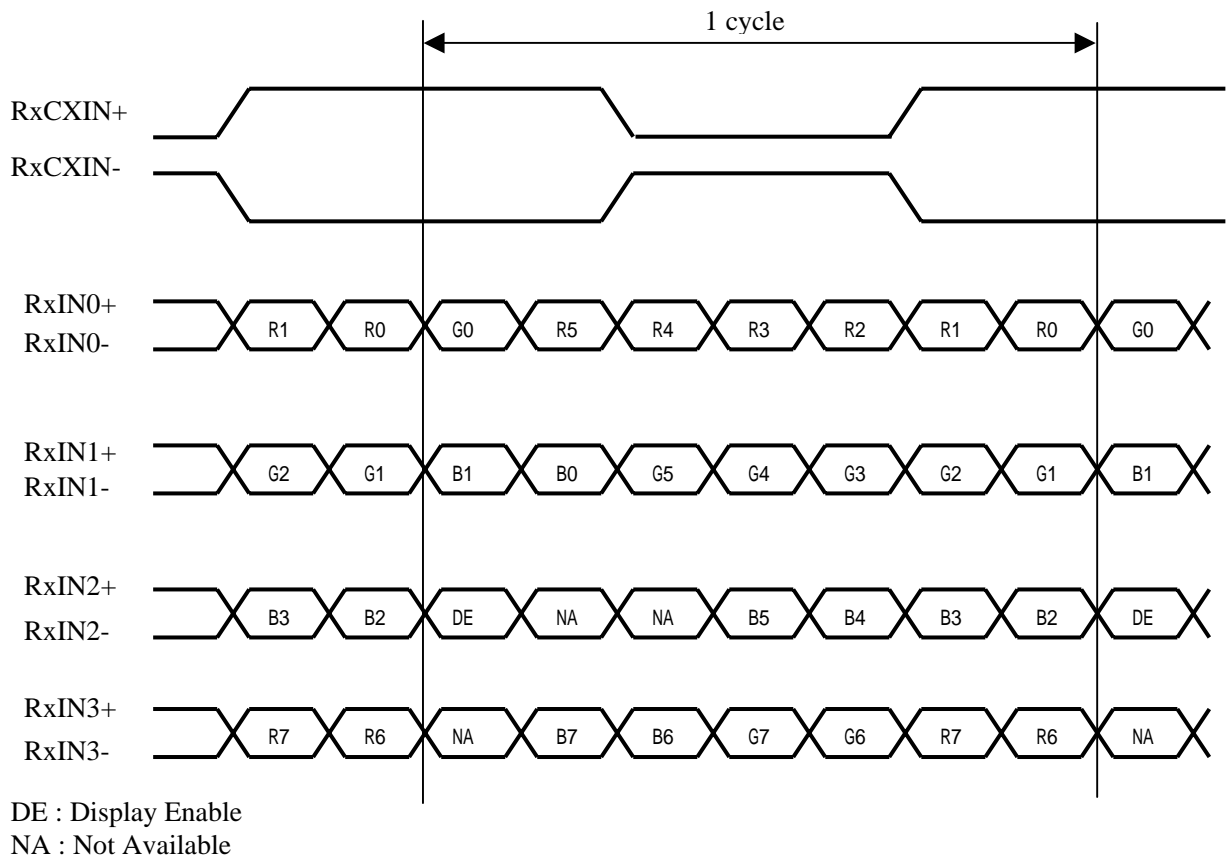 1 cycle
RxCXIN+
RxCXIN-
RxIN0+
R1 R0 G0 R5 R4 R3 R2 R1 R0 G0
RxIN0-
RxIN1+
G2 G1 B1 B0 G5 G4 G3 G2 G1 B1
RxIN1-
RxIN2+
B3 B2 DE NA NA B5 B4 B3 B2 DE
RxIN2-
RxIN3+
R7 R6 NA B7 B6 G7 G6 R7 R6 NA
RxIN3-
DE : Display Enable
NA : Not Available